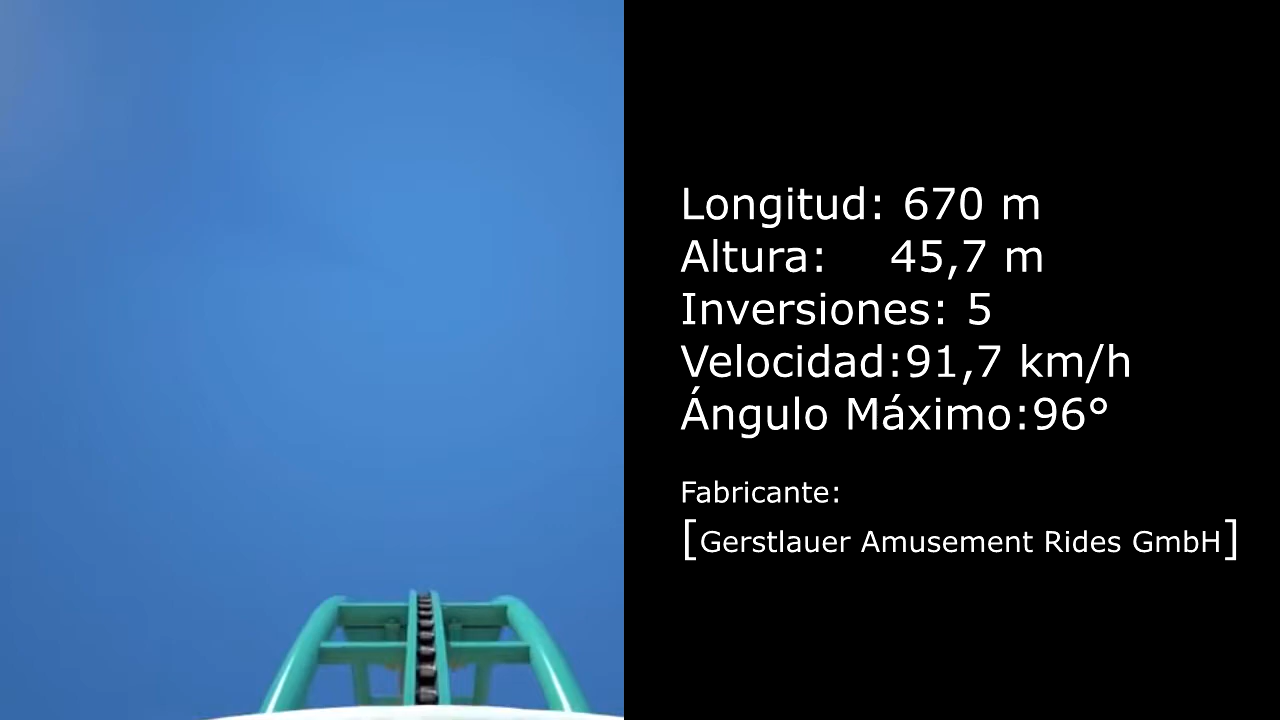 Longitud: 670 m
Altura: 45,7 m
Inversiones: 5
Velocidad:91,7 km/h
Ángulo Máximo:96°
Fabricante:
[Gerstlauer Amusement Rides GmbH]